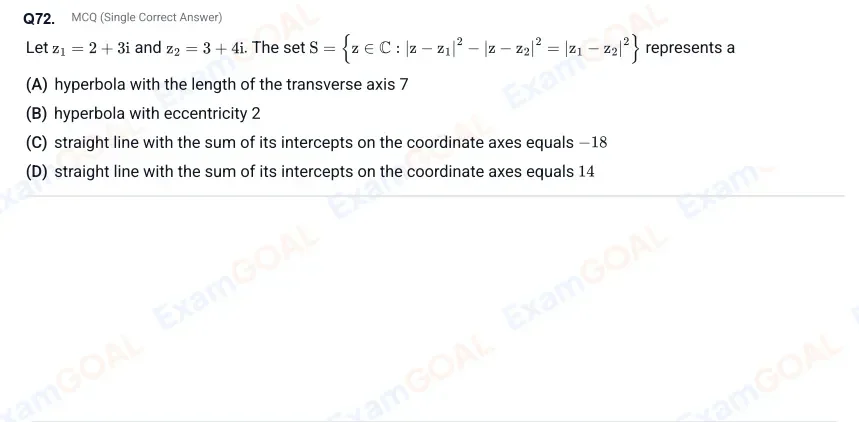 Q72. MCQ (Single Correct Answer)
Let z₁ = 2 + 3i and z₂ = 3 + 4i. The set S = {z ∈ ℂ : |z − z₁|² − |z − z₂|² = |z₁ − z₂|²} represents a
(A) hyperbola with the length of the transverse axis 7
(B) hyperbola with eccentricity 2
(C) straight line with the sum of its intercepts on the coordinate axes equals −18
(D) straight line with the sum of its intercepts on the coordinate axes equals 14
ExamGOAL
ExamGOAL